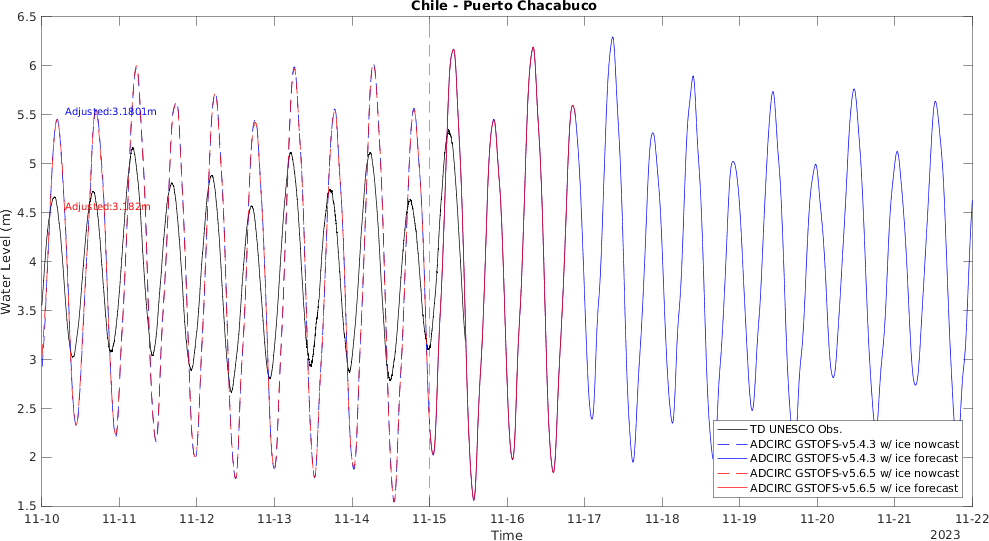 Chile - Puerto Chacabuco
6.5
6
5.5
5
4.5
4
3.5
3
2.5
2
1.5
Water Level (m)
Adjusted:3.1801m
Adjusted:3.182m
TD UNESCO Obs.
ADCIRC GSTOFS-v5.4.3 w/ ice nowcast
ADCIRC GSTOFS-v5.4.3 w/ ice forecast
ADCIRC GSTOFS-v5.6.5 w/ ice nowcast
ADCIRC GSTOFS-v5.6.5 w/ ice forecast
11-10 11-11 11-12 11-13 11-14 11-15 11-16 11-17 11-18 11-19 11-20 11-21 11-22
Time
2023